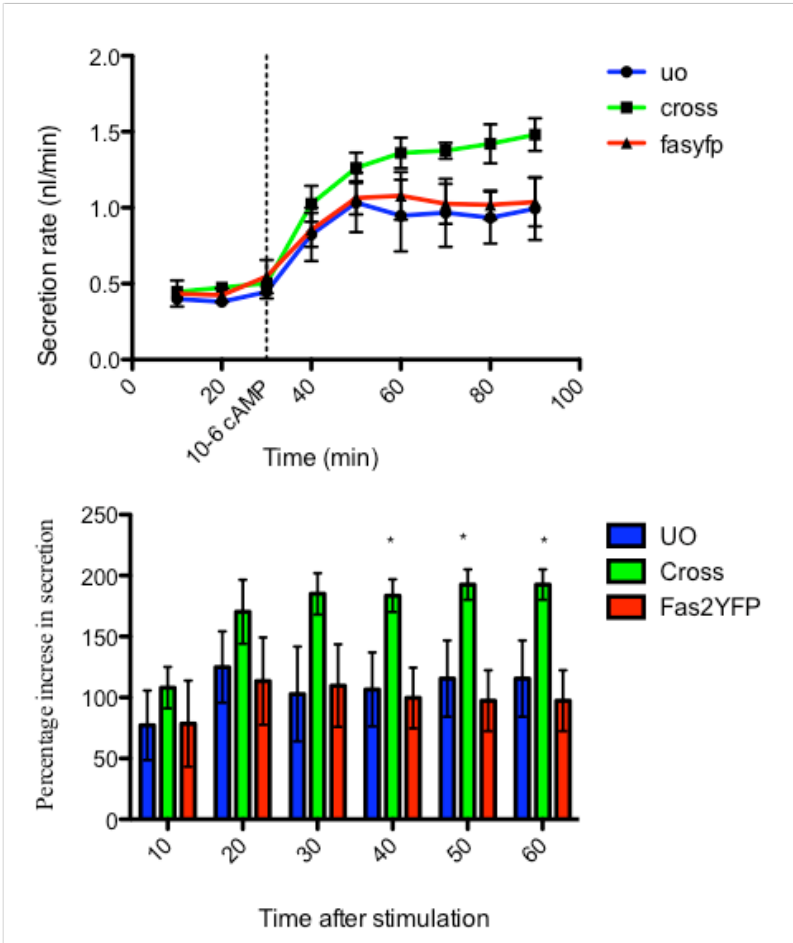 2.0
1.5
1.0
0.5
0.0
Secretion rate (nl/min)
0
20
10-6 cAMP
40
60
80
100
Time (min)
uo
cross
fasyfp
250
200
150
100
50
0
Percentage increse in secretion
* * *
10
20
30
40
50
60
Time after stimulation
UO
Cross
Fas2YFP